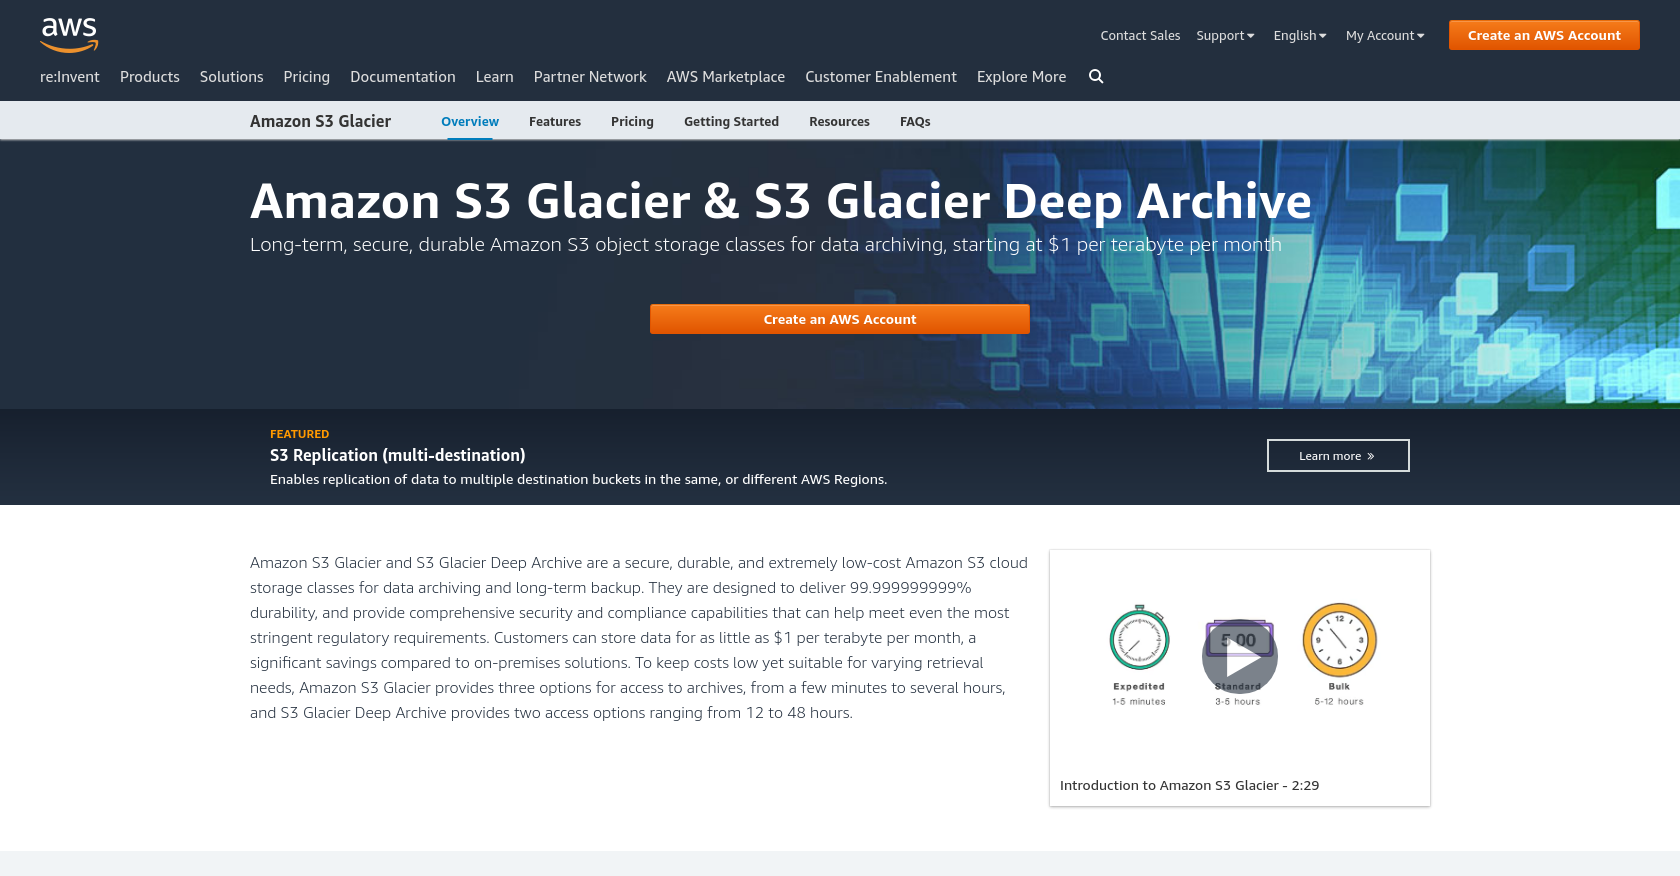 aws
Contact Sales Support English My Account Create an AWS Account
re:Invent Products Solutions Pricing Documentation Learn Partner Network AWS Marketplace Customer Enablement Explore More
Amazon S3 Glacier Overview Features Pricing Getting Started Resources FAQs
Amazon S3 Glacier & S3 Glacier Deep Archive
Long-term, secure, durable Amazon S3 object storage classes for data archiving, starting at $1 per terabyte per month
Create an AWS Account
FEATURED
S3 Replication (multi-destination)
Enables replication of data to multiple destination buckets in the same, or different AWS Regions.
Learn more »
Amazon S3 Glacier and S3 Glacier Deep Archive are a secure, durable, and extremely low-cost Amazon S3 cloud
storage classes for data archiving and long-term backup. They are designed to deliver 99.999999999%
durability, and provide comprehensive security and compliance capabilities that can help meet even the most
stringent regulatory requirements. Customers can store data for as little as $1 per terabyte per month, a
significant savings compared to on-premises solutions. To keep costs low yet suitable for varying retrieval
needs, Amazon S3 Glacier provides three options for access to archives, from a few minutes to several hours,
and S3 Glacier Deep Archive provides two access options ranging from 12 to 48 hours.
5:00
12
9 3
6
Expedited Standard Bulk
1-5 minutes 3-5 hours 5-12 hours
Introduction to Amazon S3 Glacier - 2:29